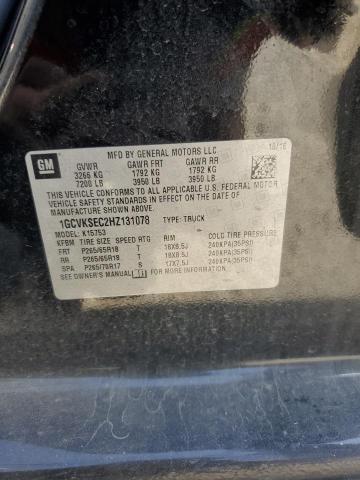 GM MFD BY GENERAL MOTORS LLC 10/16
GVWR GAWR FRT GAWR RR
3266 KG 1792 KG 1792 KG
7200 LB 3950 LB 3950 LB
THIS VEHICLE CONFORMS TO ALL APPLICABLE U.S. FEDERAL MOTOR
VEHICLE SAFETY STANDARDS IN EFFECT ON THE DATE OF
MANUFACTURE SHOWN ABOVE.
1GCVKSEC2HZ131078 TYPE: TRUCK
MODEL: K15753
KFBM TIRE SIZE SPEED RTG RIM COLD TIRE PRESSURE
FRT P265/65R18 T 18X8.5J 240KPA(35PSI)
RR P265/65R18 T 18X8.5J 240KPA(35PSI)
SPA P265/70R17 S 17X7.5J 240KPA(35PSI)
SEE OWNER'S MANUAL FOR MORE INFORMATION.